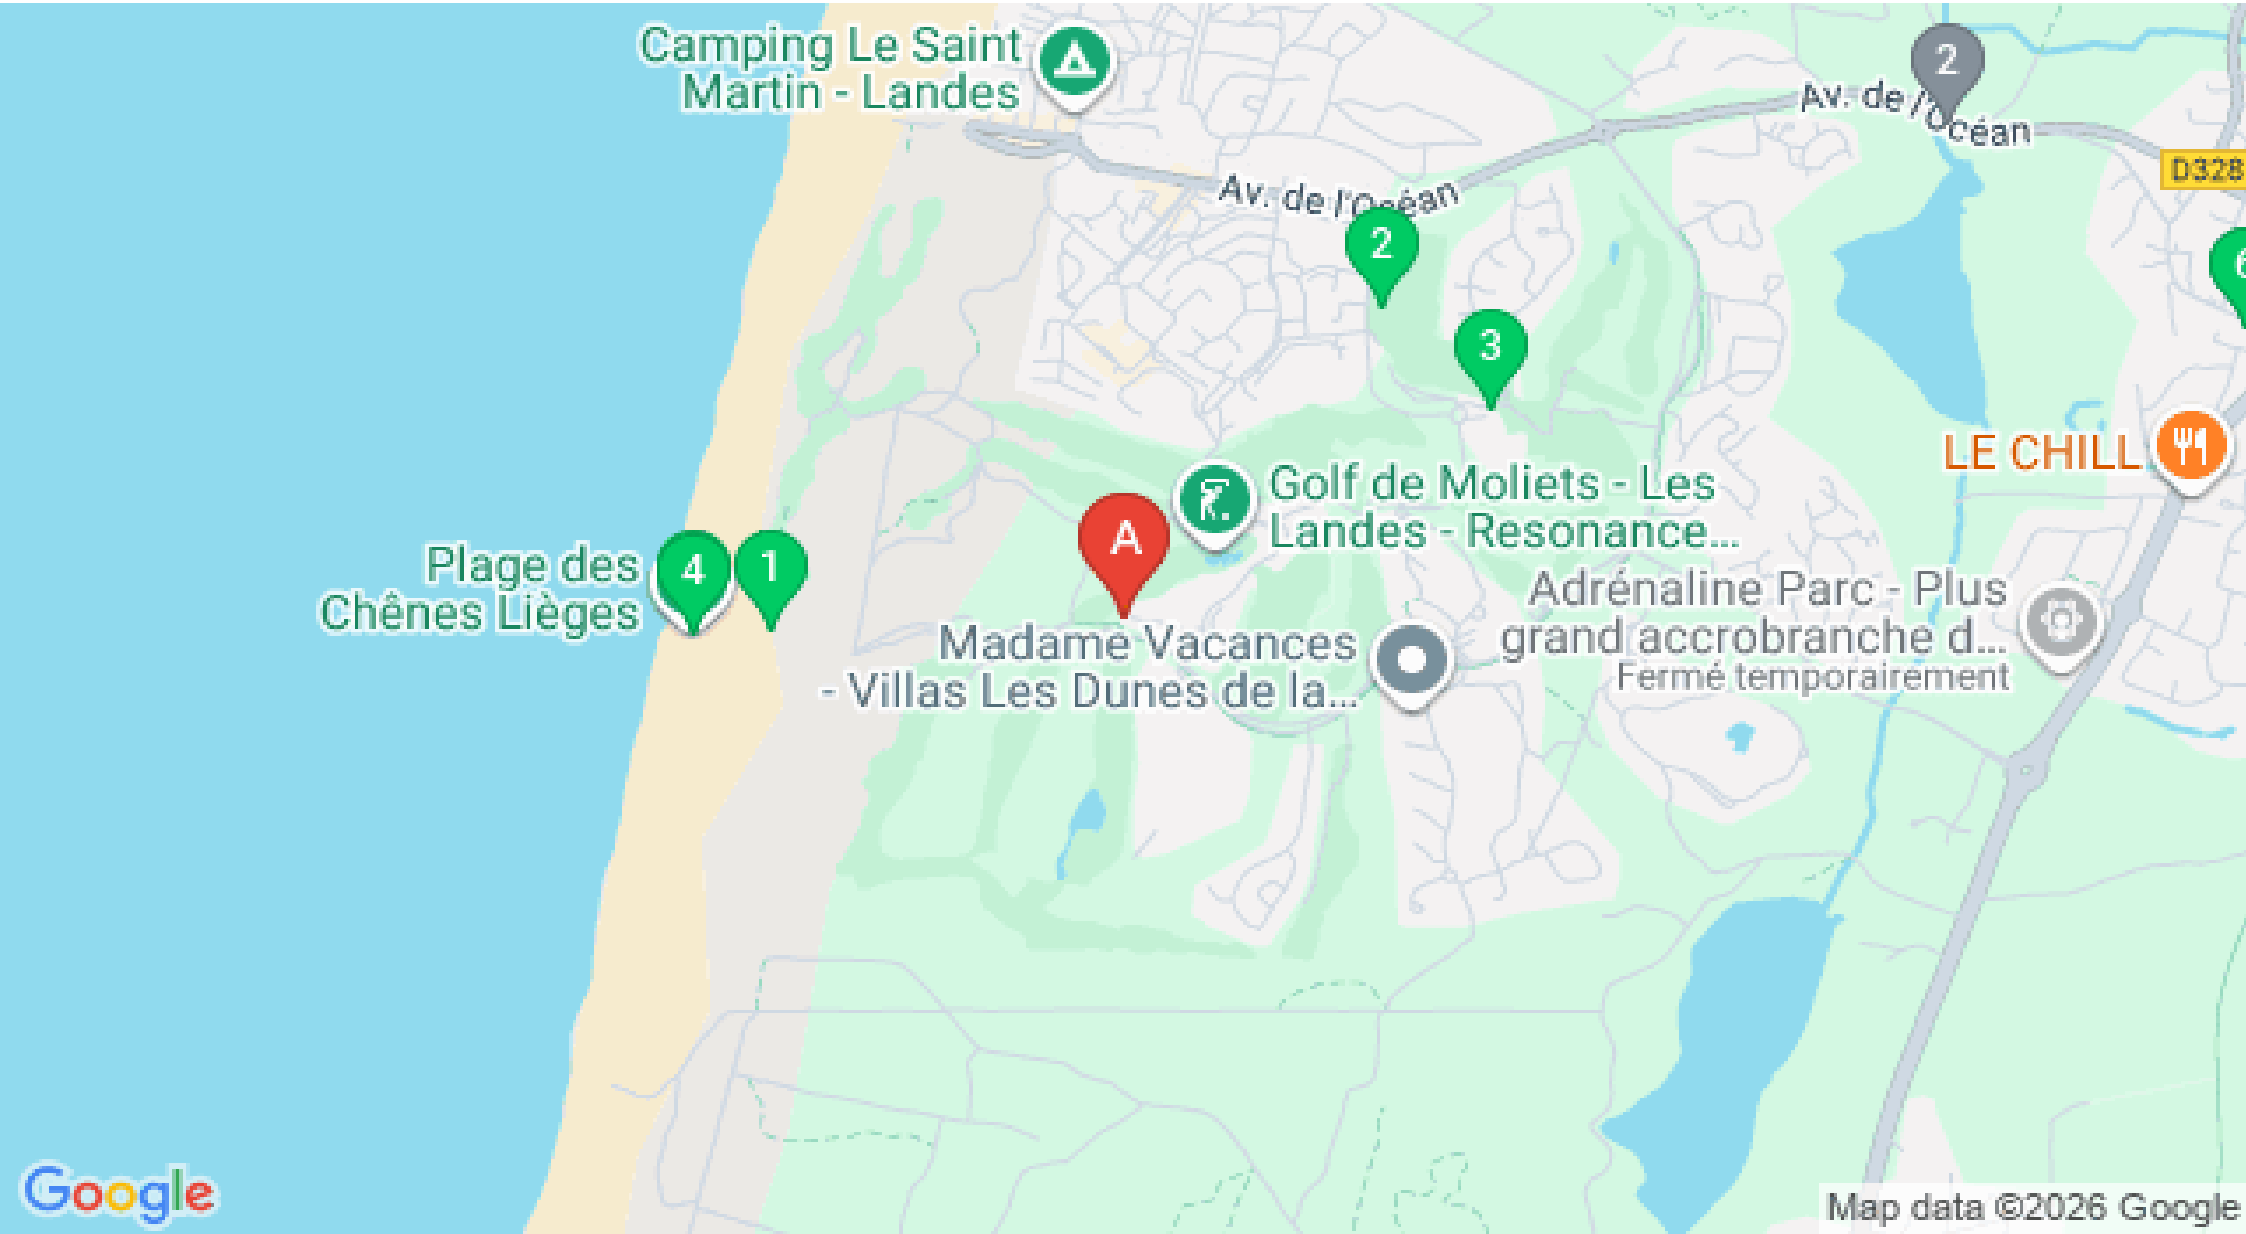 Camping Le Saint
Martin - Landes
2
Av. de l'Océan
D328
Av. de l'Océan
2
6
3
LE CHILL
Golf de Moliets - Les
Landes - Resonance...
A
Plage des
Chênes Lièges
4
1
Adrénaline Parc - Plus
grand accrobranche d...
Fermé temporairement
Madame Vacances
- Villas Les Dunes de la...
Google
Map data ©2026 Google